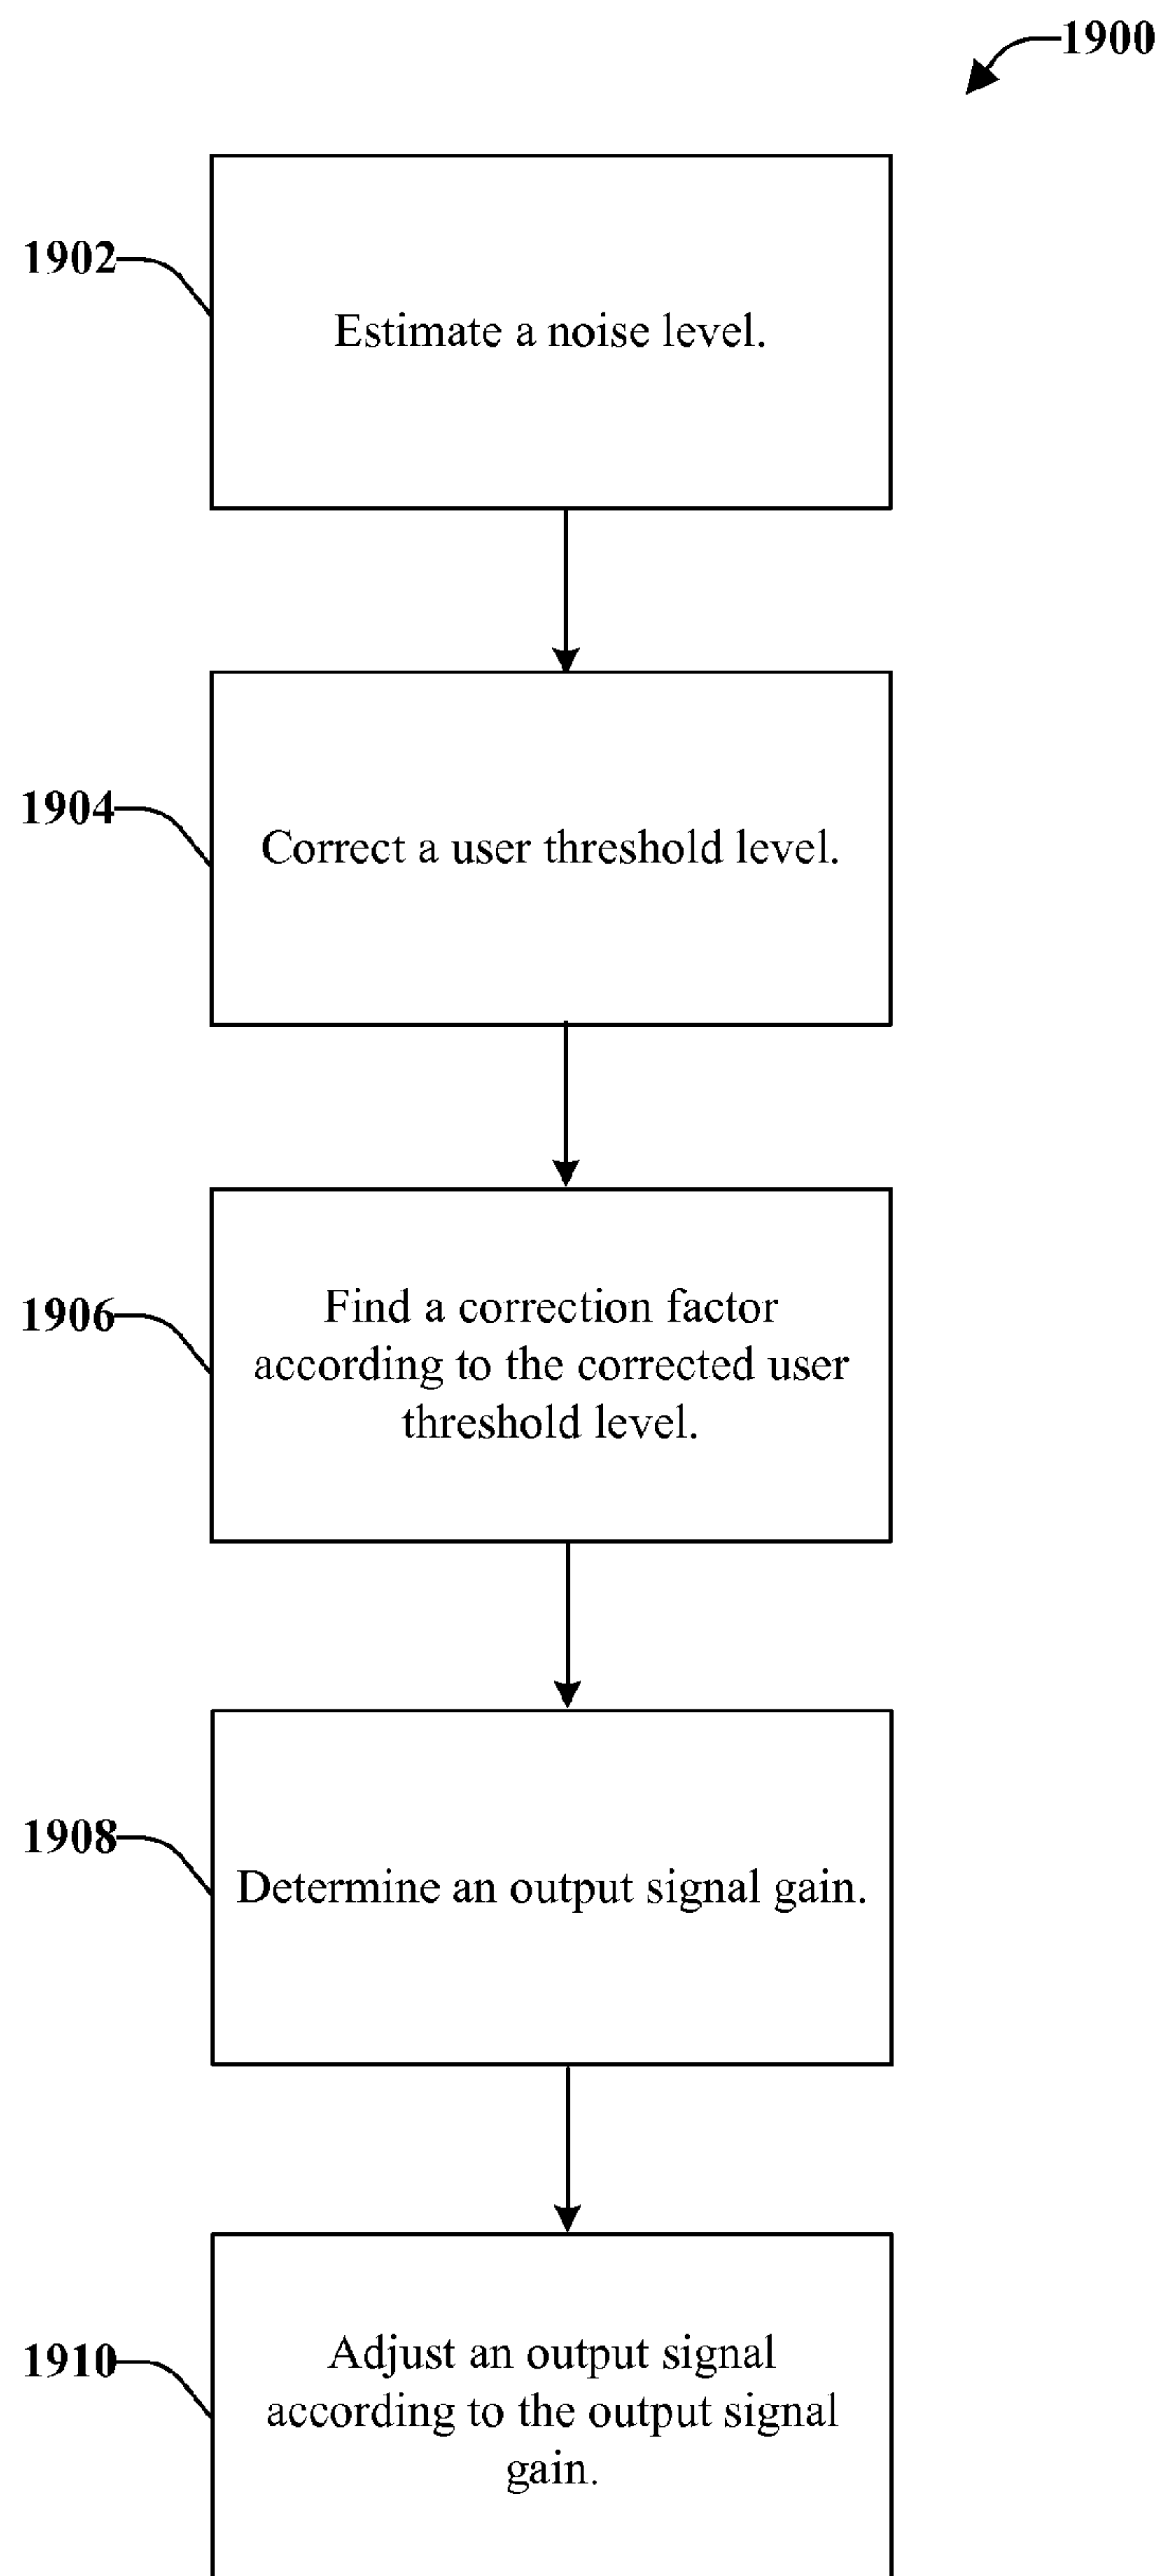 1900
1902
Estimate a noise level.
1904
Correct a user threshold level.
1906
Find a correction factor
according to the corrected user
threshold level.
1908
Determine an output signal gain.
1910
Adjust an output signal
according to the output signal
gain.